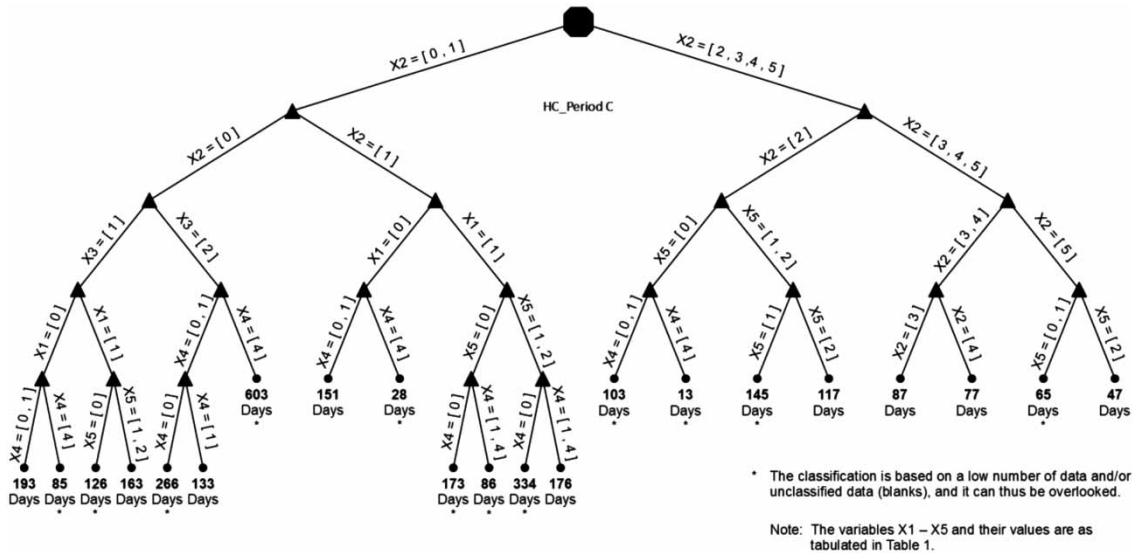 X2 = [ 0 , 1 ]
X2 = [ 2 , 3 , 4 , 5 ]
HC_Period C
X2 = [ 0 ]
X2 = [ 1 ]
X2 = [ 2 ]
X2 = [ 3 , 4 , 5 ]
X3 = [ 1 ]
X3 = [ 2 ]
X1 = [ 0 ]
X1 = [ 1 ]
X5 = [ 0 ]
X5 = [ 1 , 2 ]
X2 = [ 3 , 4 ]
X2 = [ 5 ]
X1 = [ 0 ]
X1 = [ 1 ]
X4 = [ 0 , 1 ]
X4 = [ 4 ]
X4 = [ 0 , 1 ]
X4 = [ 4 ]
X5 = [ 0 ]
X5 = [ 1 , 2 ]
X4 = [ 0 , 1 ]
X4 = [ 4 ]
X5 = [ 1 ]
X5 = [ 2 ]
X2 = [ 3 ]
X2 = [ 4 ]
X5 = [ 0 , 1 ]
X5 = [ 2 ]
603
Days
*
151
Days
28
Days
*
103
Days
*
13
Days
*
145
Days
*
117
Days
87
Days
77
Days
65
Days
*
47
Days
X4 = [ 0 , 1 ]
X4 = [ 4 ]
X5 = [ 0 ]
X5 = [ 1 , 2 ]
X4 = [ 0 ]
X4 = [ 1 ]
X4 = [ 0 ]
X4 = [ 1 , 4 ]
X4 = [ 0 ]
X4 = [ 1 , 4 ]
193
Days
85
Days
*
126
Days
*
163
Days
266
Days
*
133
Days
173
Days
*
86
Days
*
334
Days
*
176
Days
* The classification is based on a low number of data and/or
unclassified data (blanks), and it can thus be overlooked.
Note: The variables X1 – X5 and their values are as
tabulated in Table 1.